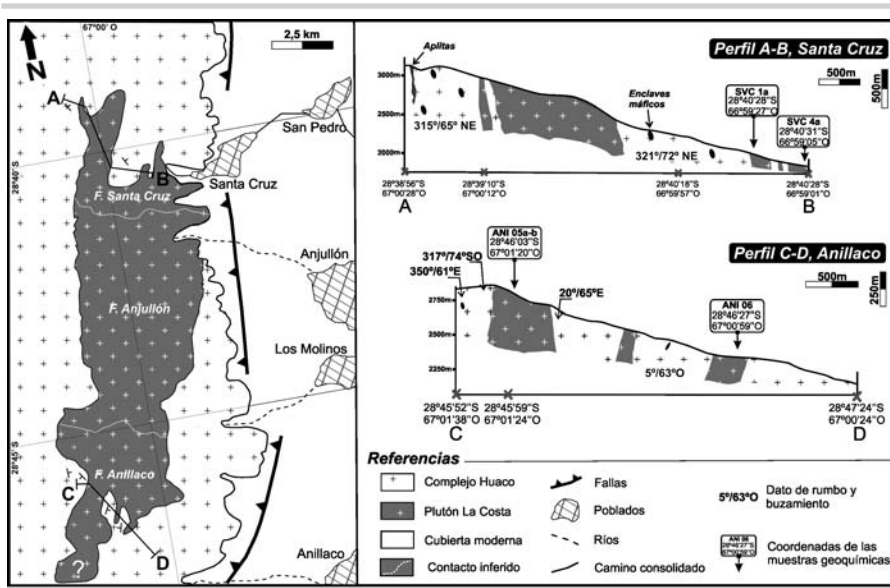 67°00' O
2,5 km
N
A
San Pedro
28°40' S
B
Santa Cruz
F. Santa Cruz
Anjullón
F. Anjullón
Los Molinos
28°45' S
F. Anillaco
C
D
?
Anillaco
Perfil A-B, Santa Cruz
500m
500m
Aplitas
3000m
2500m
2000m
Enclaves
máficos
SVC 1a
28°40'28"S
66°59'27"O
SVC 4a
28°40'31"S
66°59'05"O
315°/65° NE
321°/72° NE
28°38'56"S
67°00'28"O
28°39'10"S
67°00'12"O
28°40'18"S
66°59'57"O
28°40'28"S
66°59'01"O
A
B
Perfil C-D, Anillaco
500m
250m
ANI 05a-b
28°46'03"S
67°01'20"O
317°/74°SO
350°/61°E
20°/65°E
ANI 06
28°46'27"S
67°00'59"O
2750m
2500m
2250m
5°/63°O
28°45'52"S
67°01'38"O
28°45'59"S
67°01'24"O
28°47'24"S
67°00'24"O
C
D
Referencias
Complejo Huaco
Plutón La Costa
Cubierta moderna
Contacto inferido
Fallas
Poblados
Ríos
Camino consolidado
5°/63°O
Dato de rumbo y
buzamiento
ANI 06
28°46'27"S
67°00'59"O
Coordenadas de las
muestras geoquímicas